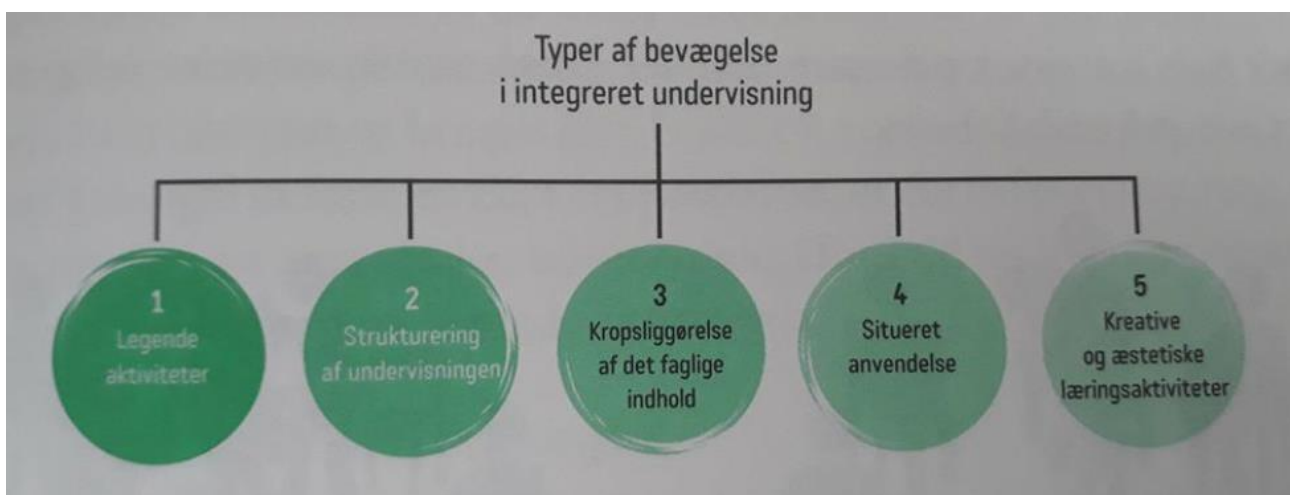 Typer af bevægelse
i integreret undervisning
1
Legende
aktiviteter
2
Strukturering
af undervisningen
3
Kropsliggørelse
af det faglige
indhold
4
Situeret
anvendelse
5
Kreative
og æstetiske
læringsaktiviteter